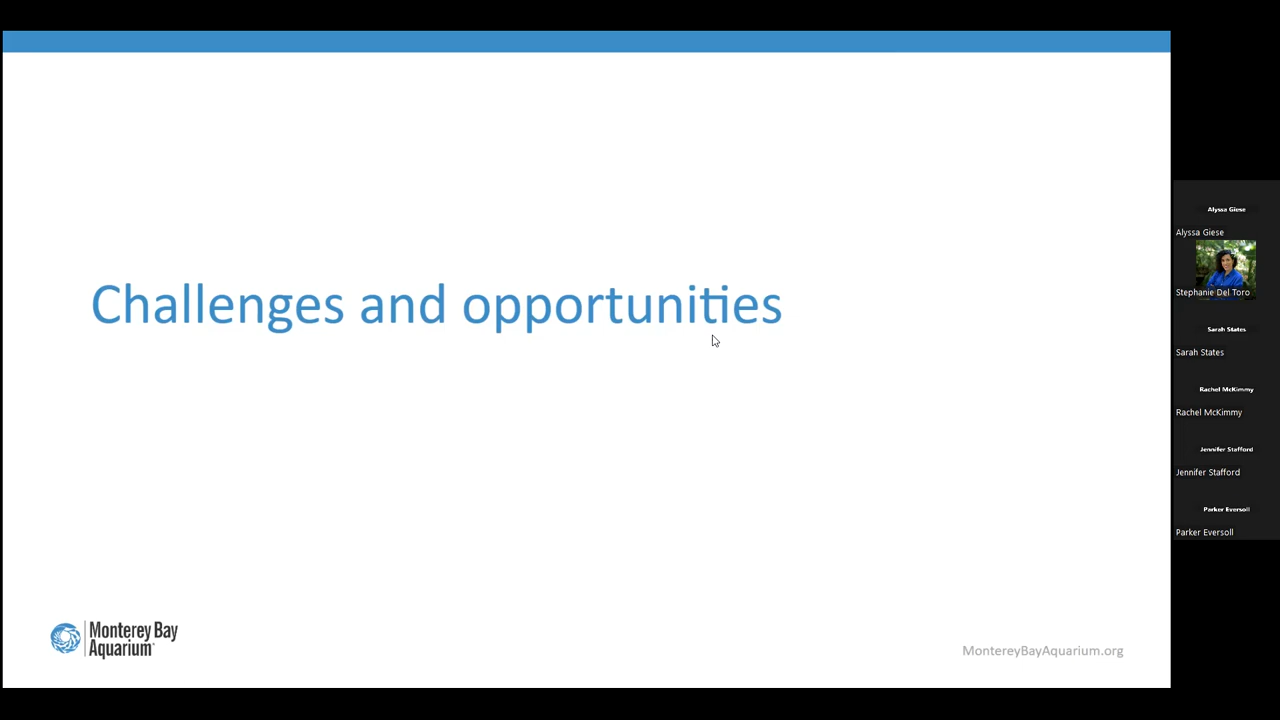 Challenges and opportunities
Monterey Bay
Aquarium
MontereyBayAquarium.org
Alyssa Giese
Alyssa Giese
Stephanie Del Toro
Sarah States
Sarah States
Rachel McKimmy
Rachel McKimmy
Jennifer Stafford
Jennifer Stafford
Parker Eversoll
Parker Eversoll